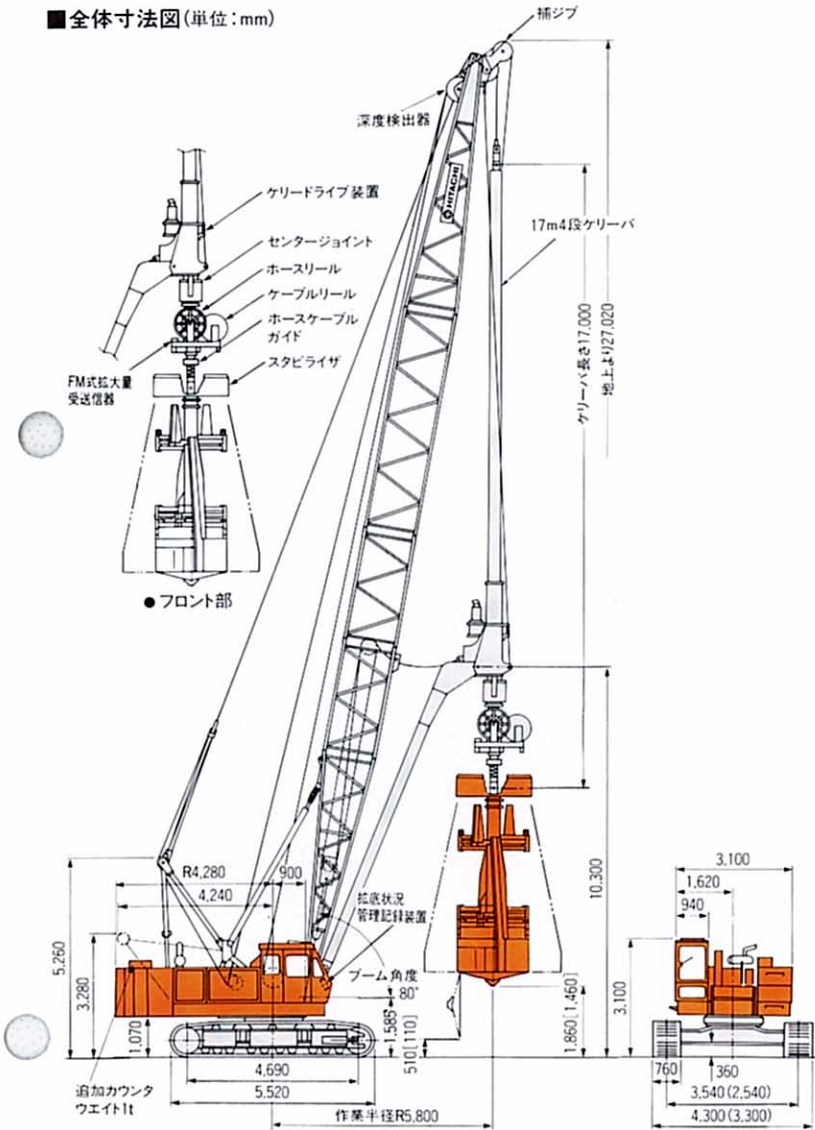 ■全体寸法図(単位:mm)
補ジブ
深度検出器
HITACHI
ケリードライブ装置
センタージョイント
ホースリール
ケーブルリール
ホースケーブル
ガイド
スタビライザ
FM式拡大量
受送信器
●フロント部
17m4段ケリーバ
ケリーバ長さ17,000
地上より27,020
10,300
R4,280
900
4,240
拡底状況
管理記録装置
ブーム角度
80°
5,260
3,280
1,070
1,585
510[110]
1,860[1,460]
4,690
5,520
追加カウンタ
ウエイト1t
作業半径R5,800
3,100
1,620
940
3,100
760
360
3,540(2,540)
4,300(3,300)